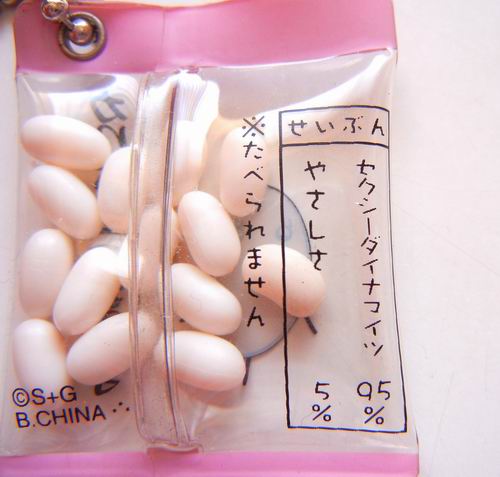 せいぶん
セクシーダイナマイツ 95%
やさしさ 5%
※たべられません
©S+G
B.CHINA